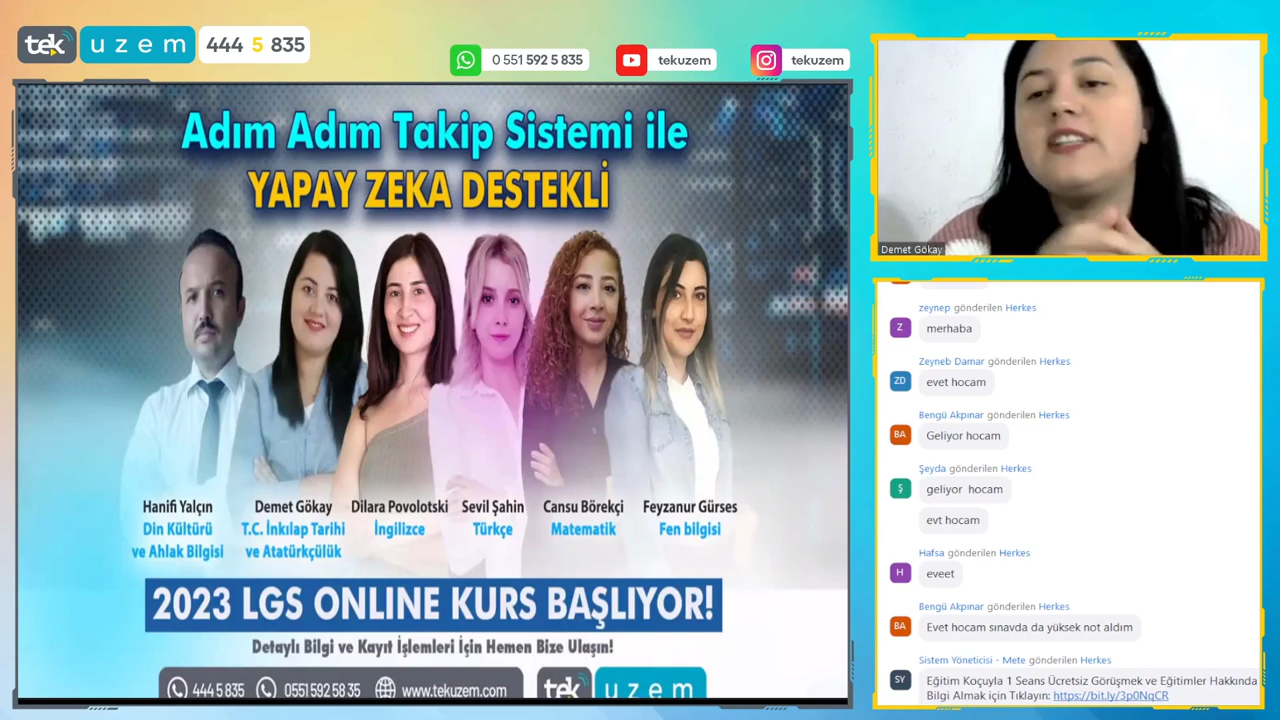 tek uzem 444 5 835
0 551 592 5 835
tekuzem
tekuzem
Adım Adım Takip Sistemi ile
YAPAY ZEKA DESTEKLİ
Hanifi Yalçın
Din Kültürü
ve Ahlak Bilgisi
Demet Gökay
T.C. İnkılap Tarihi
ve Atatürkçülük
Dilara Povolotski
İngilizce
Sevil Şahin
Türkçe
Cansu Börekçi
Matematik
Feyzanur Gürses
Fen bilgisi
2023 LGS ONLINE KURS BAŞLIYOR!
Detaylı Bilgi ve Kayıt İşlemleri İçin Hemen Bize Ulaşın!
444 5 835
0551 592 58 35
www.tekuzem.com
tek uzem
Demet Gökay
zeynep gönderilen Herkes
Z
merhaba
Zeyneb Damar gönderilen Herkes
ZD
evet hocam
Bengü Akpınar gönderilen Herkes
BA
Geliyor hocam
Şeyda gönderilen Herkes
Ş
geliyor hocam
evt hocam
Hafsa gönderilen Herkes
H
eveet
Bengü Akpınar gönderilen Herkes
BA
Evet hocam sınavda da yüksek not aldım
Sistem Yöneticisi - Mete gönderilen Herkes
SY
Eğitim Koçuyla 1 Seans Ücretsiz Görüşmek ve Eğitimler Hakkında
Bilgi Almak için Tıklayın: https://bit.ly/3p0NqCR